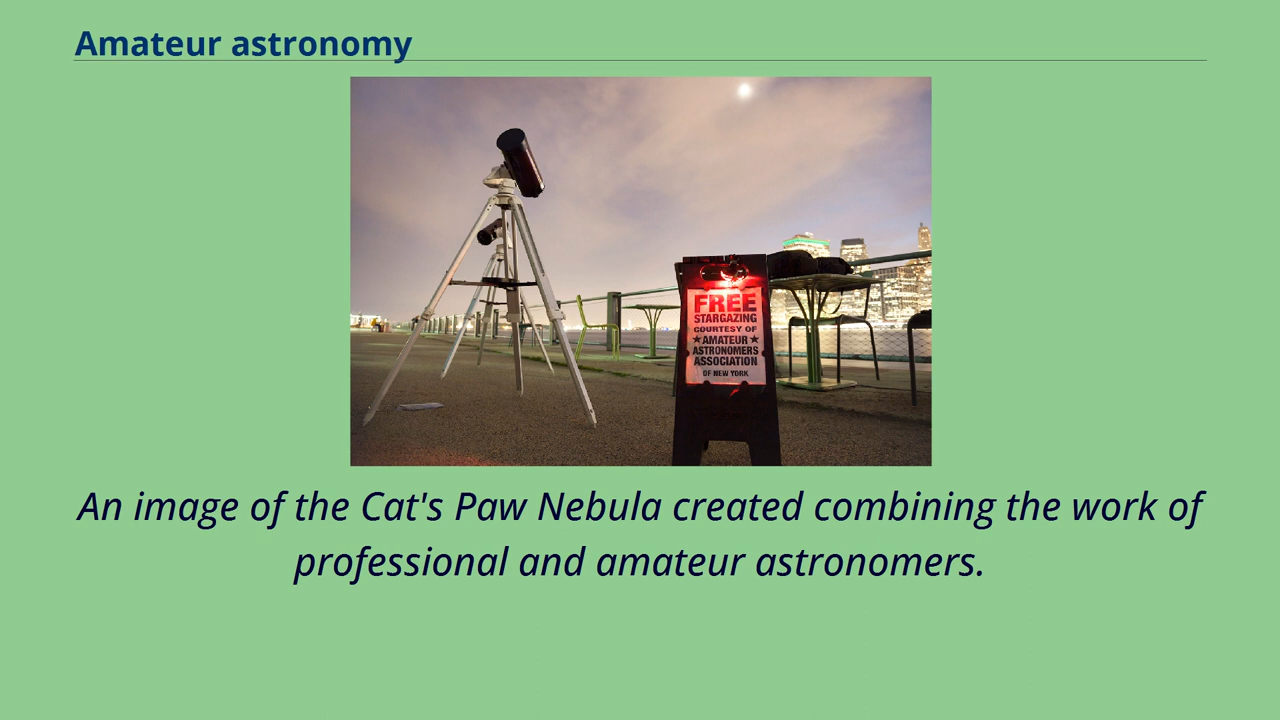 Amateur astronomy
FREE
STARGAZING
COURTESY OF
★AMATEUR★
ASTRONOMERS
ASSOCIATION
OF NEW YORK
An image of the Cat's Paw Nebula created combining the work of
professional and amateur astronomers.